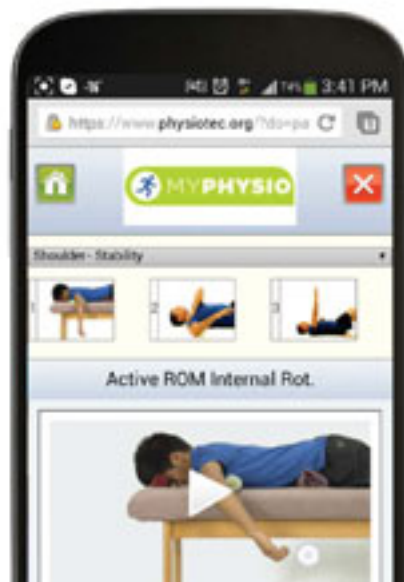 3:41 PM
https://www.physiotec.org/?do=pa
MYPHYSIO
Shoulder - Stability
1 2 3
Active ROM Internal Rot.